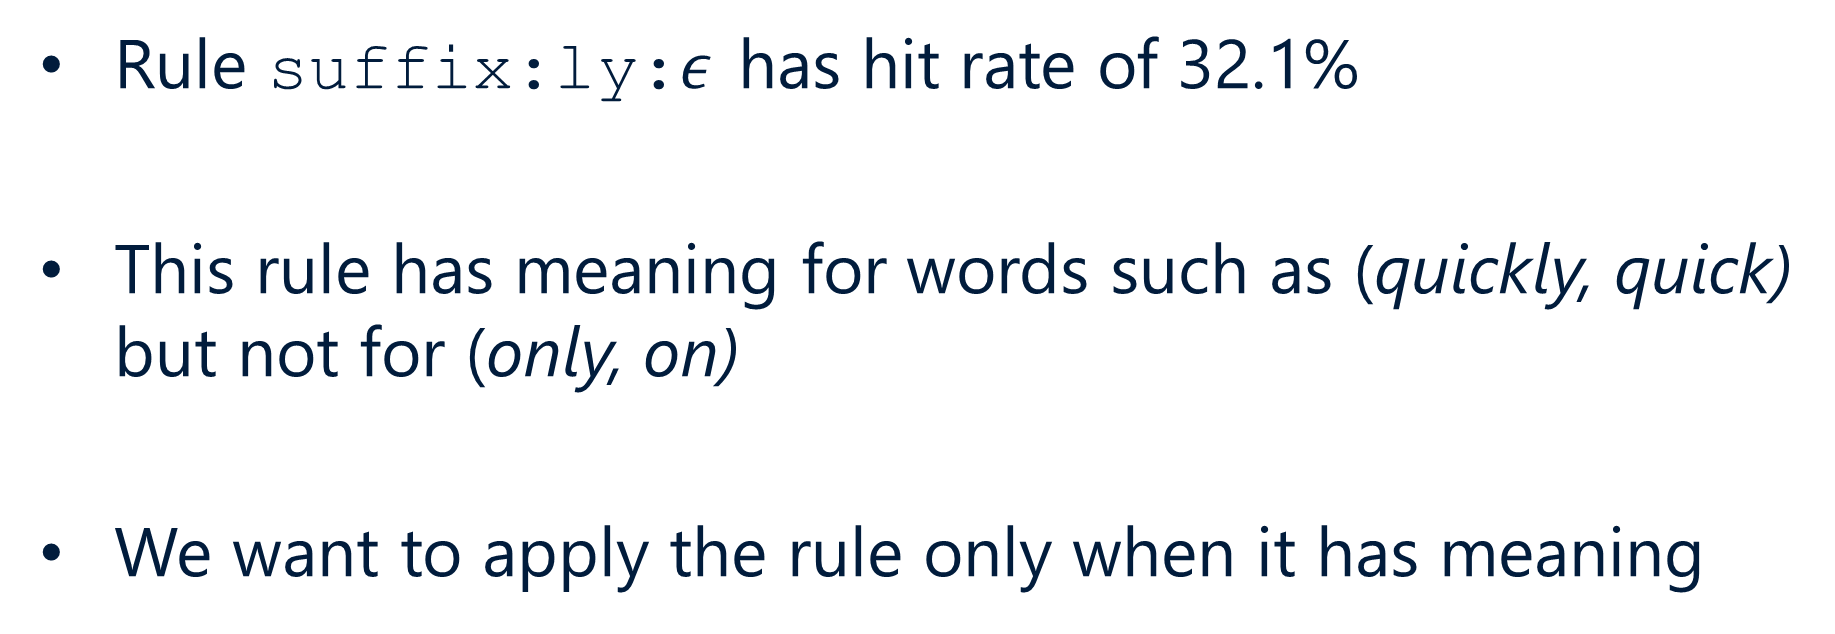 • Rule suffix:ly:ϵ has hit rate of 32.1%
• This rule has meaning for words such as (quickly, quick)
but not for (only, on)
• We want to apply the rule only when it has meaning